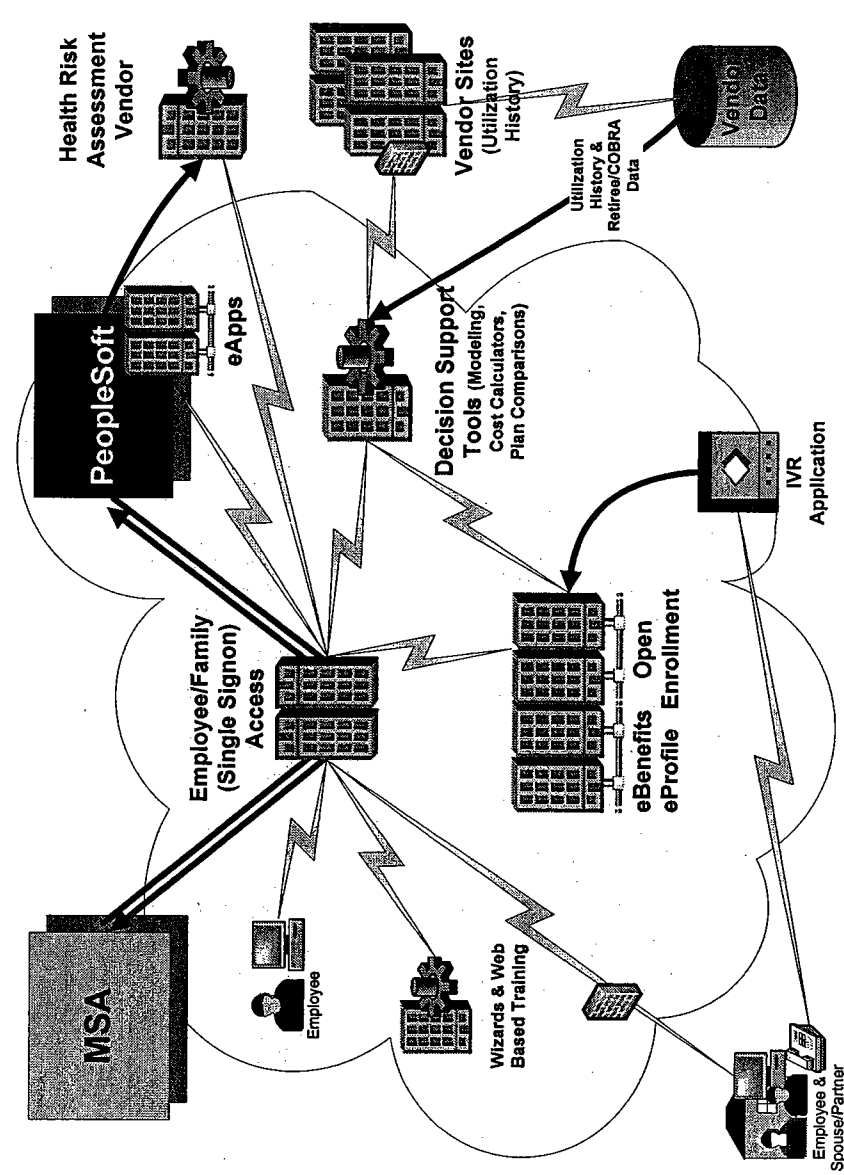 MSA
PeopleSoft
eApps
Health Risk
Assessment
Vendor
Employee/Family
(Single Signon)
Access
Employee
Wizards & Web
Based Training
Decision Support
Tools (Modeling,
Cost Calculators,
Plan Comparisons)
Vendor Sites
(Utilization
History)
Utilization
History &
Retiree/COBRA
Data
Vendor
Data
eBenefits Open
eProfile Enrollment
IVR
Application
Employee &
Spouse/Partner